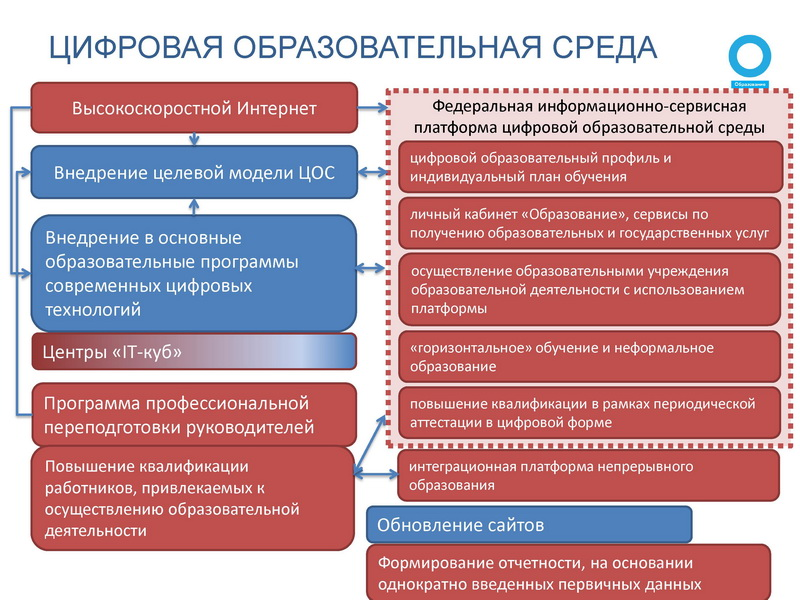 ЦИФРОВАЯ ОБРАЗОВАТЕЛЬНАЯ СРЕДА
Образование
Высокоскоростной Интернет
Внедрение целевой модели ЦОС
Внедрение в основные
образовательные программы
современных цифровых
технологий
Центры «IT-куб»
Программа профессиональной
переподготовки руководителей
Повышение квалификации
работников, привлекаемых к
осуществлению образовательной
деятельности
Федеральная информационно-сервисная
платформа цифровой образовательной среды
цифровой образовательный профиль и
индивидуальный план обучения
личный кабинет «Образование», сервисы по
получению образовательных и государственных услуг
осуществление образовательными учреждения
образовательной деятельности с использованием
платформы
«горизонтальное» обучение и неформальное
образование
повышение квалификации в рамках периодической
аттестации в цифровой форме
интеграционная платформа непрерывного
образования
Обновление сайтов
Формирование отчетности, на основании
однократно введенных первичных данных